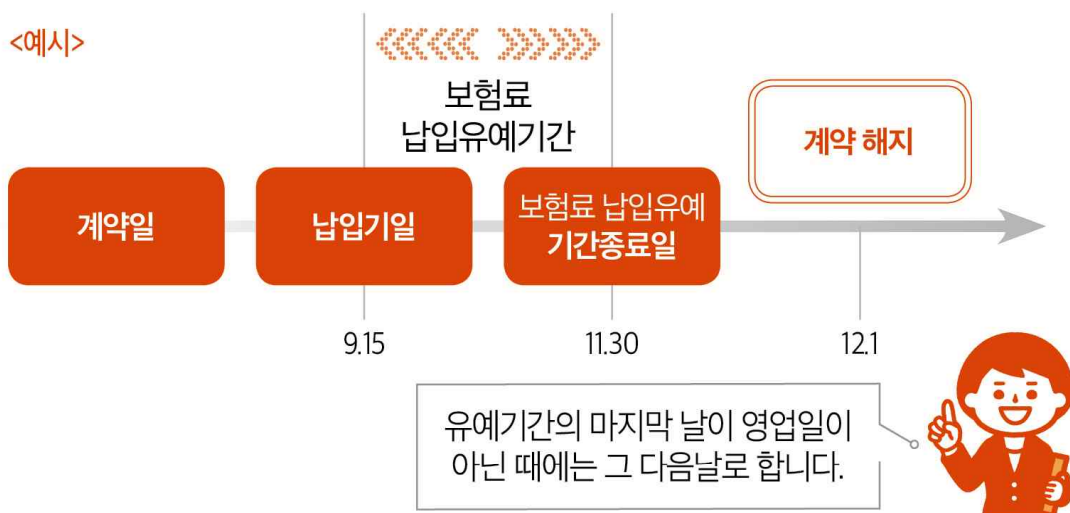 <예시>
보험료
납입유예기간
계약 해지
계약일
납입기일
보험료 납입유예
기간종료일
9.15
11.30
12.1
유예기간의 마지막 날이 영업일이
아닌 때에는 그 다음날로 합니다.